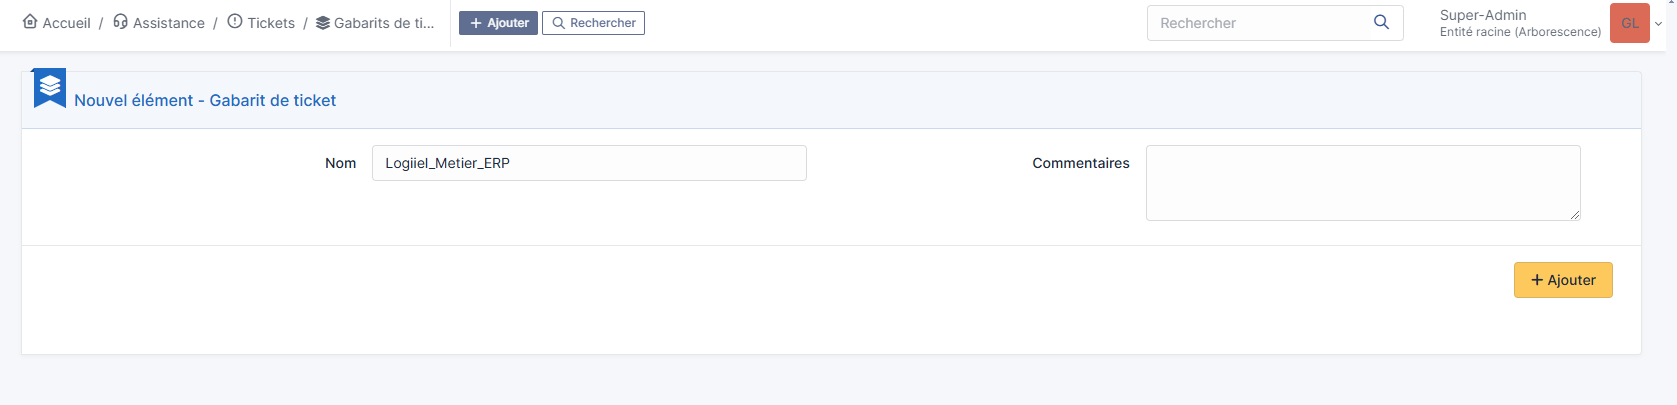 Accueil / Assistance / Tickets / Gabarits de ti... + Ajouter Rechercher Rechercher Super-Admin GL
Entité racine (Arborescence)
Nouvel élément - Gabarit de ticket
Nom Logiiel_Metier_ERP Commentaires
+ Ajouter